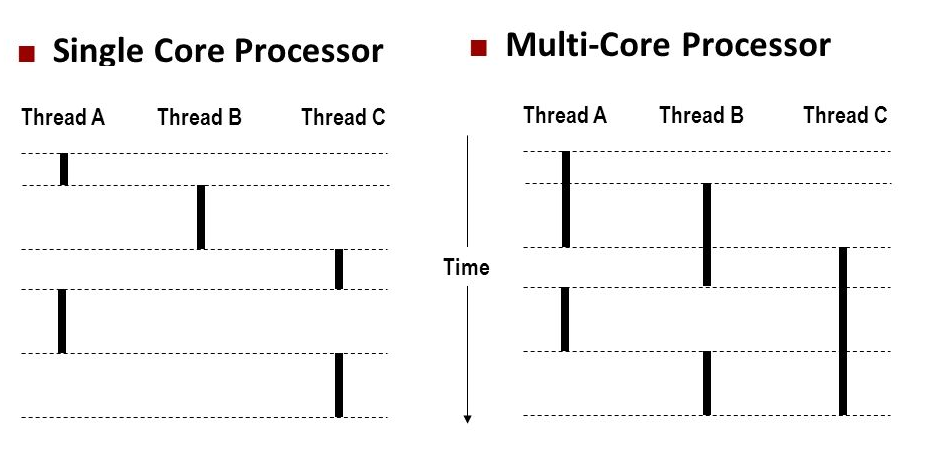 Single Core Processor
Thread A Thread B Thread C
Multi-Core Processor
Thread A Thread B Thread C
Time